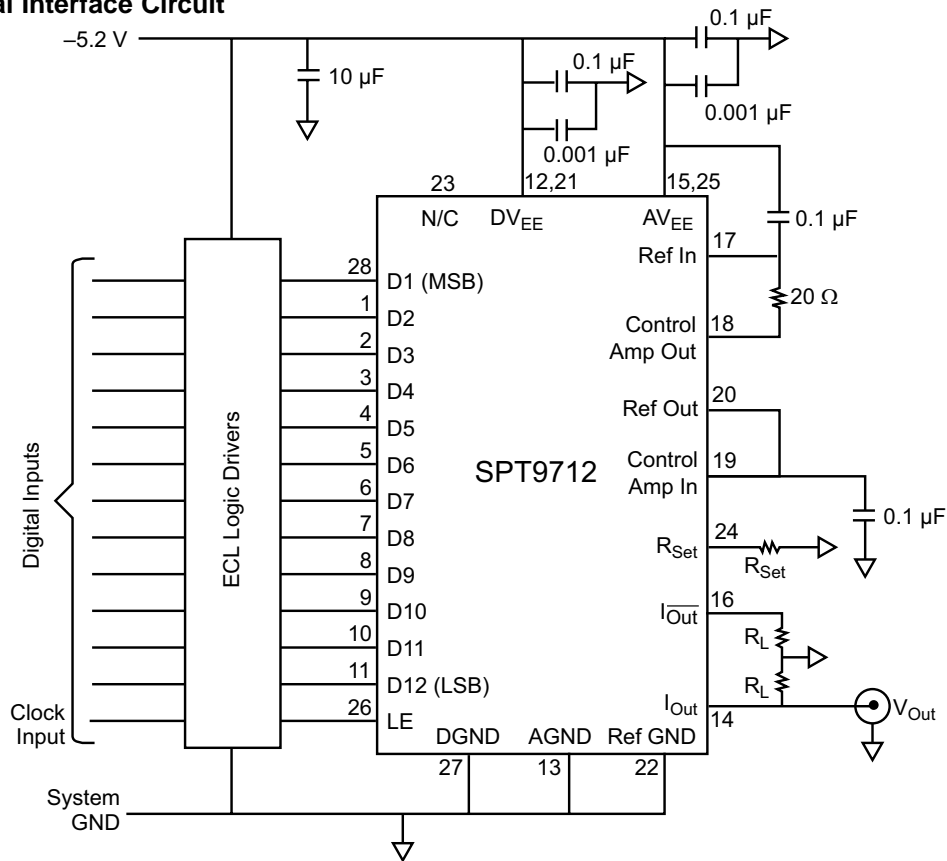 al Interface Circuit
–5.2 V
0.1 µF
10 µF
0.1 µF
0.001 µF
0.001 µF
23
12,21
15,25
N/C
DVEE
AVEE
0.1 µF
17
Ref In
20 Ω
18
Control
Amp Out
20
Ref Out
19
Control
Amp In
0.1 µF
24
RSet
RSet
16
IOut
RL
RL
IOut
14
VOut
SPT9712
28
D1 (MSB)
1
D2
2
D3
3
D4
4
D5
5
D6
6
D7
7
D8
8
D9
9
D10
10
D11
11
D12 (LSB)
26
LE
Digital Inputs
ECL Logic Drivers
Clock
Input
DGND
AGND
Ref GND
27
13
22
System
GND